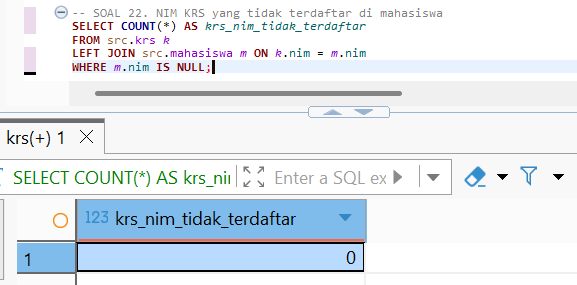 -- SOAL 22. NIM KRS yang tidak terdaftar di mahasiswa
SELECT COUNT(*) AS krs_nim_tidak_terdaftar
FROM src.krs k
LEFT JOIN src.mahasiswa m ON k.nim = m.nim
WHERE m.nim IS NULL;
krs(+) 1
SELECT COUNT(*) AS krs_ni Enter a SQL ex
123 krs_nim_tidak_terdaftar
1 0